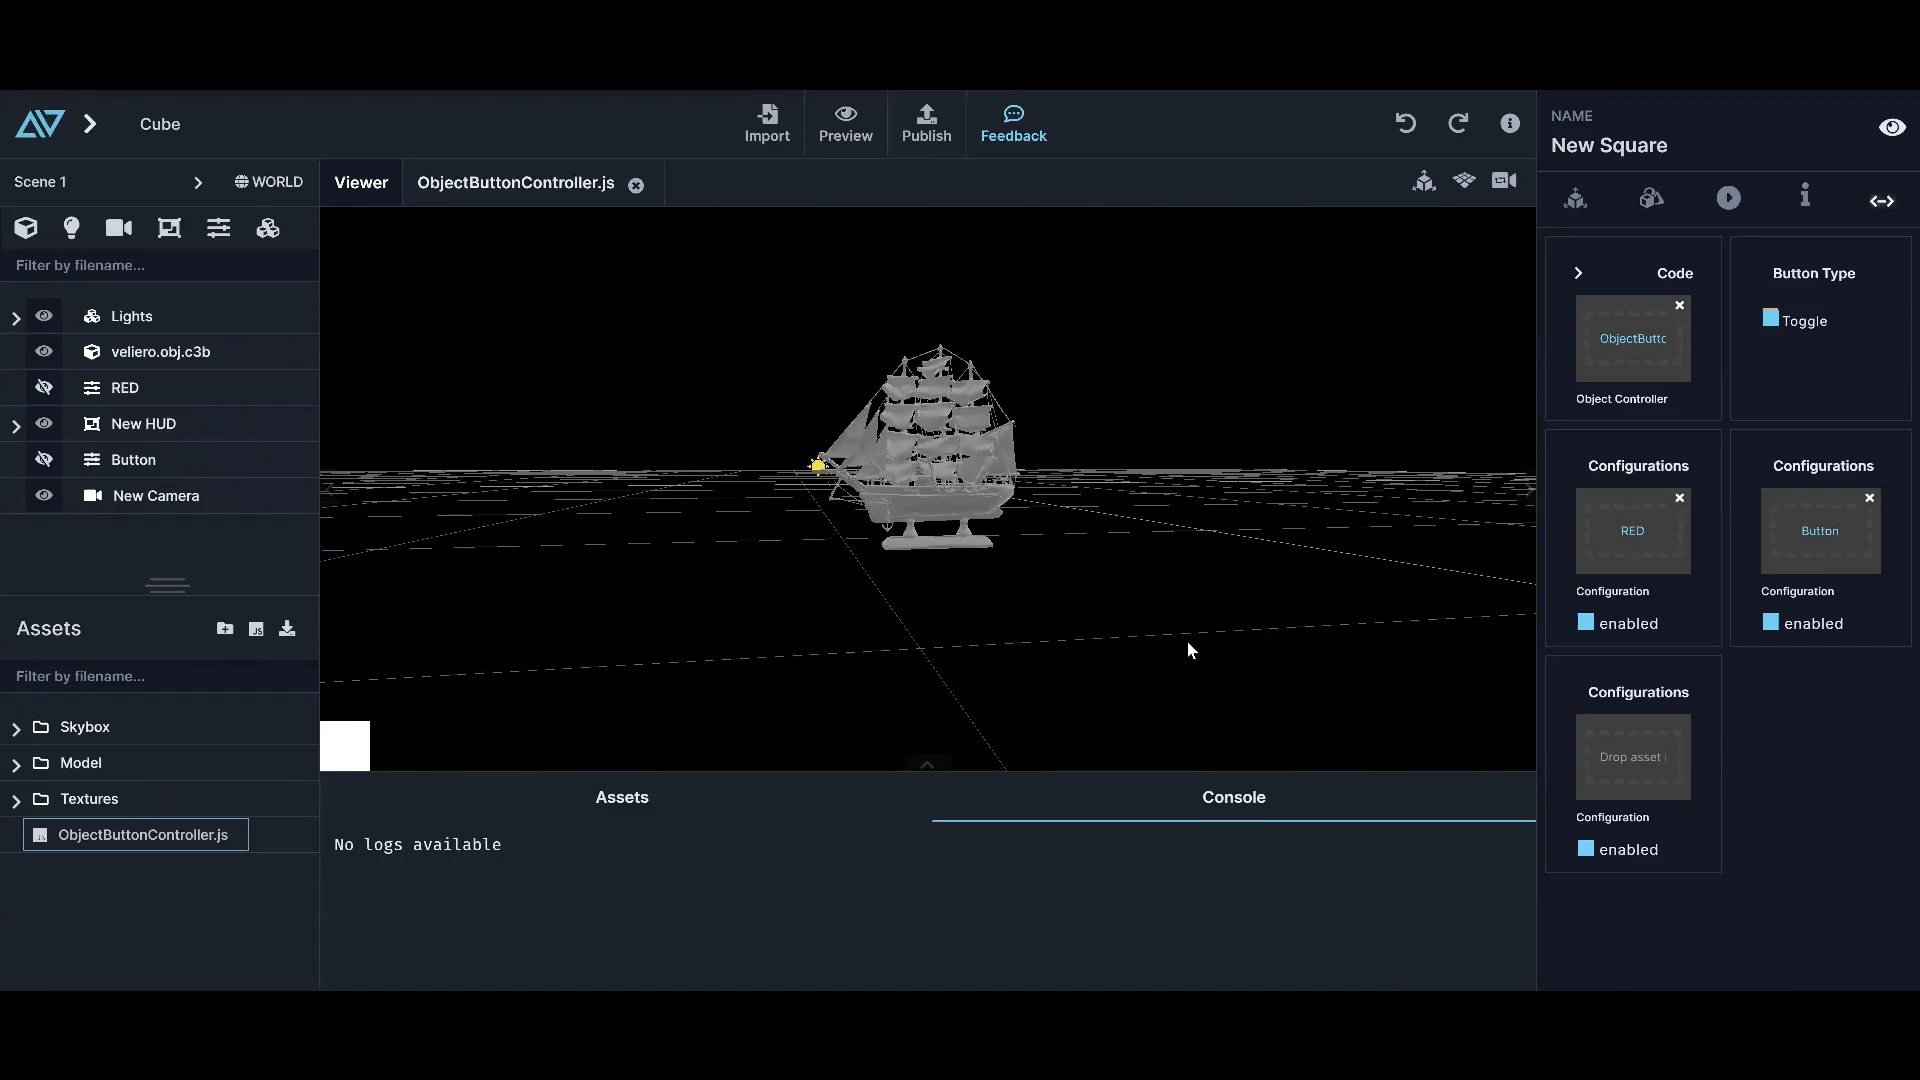 Cube
Import
Preview
Publish
Feedback
Scene 1
WORLD
Viewer
ObjectButtonController.js
Filter by filename...
Lights
veliero.obj.c3b
RED
New HUD
Button
New Camera
Assets
Filter by filename...
Skybox
Model
Textures
JS
ObjectButtonController.js
Assets
Console
No logs available
NAME
New Square
Code
ObjectButtc
Object Controller
Button Type
Toggle
Configurations
RED
Configuration
enabled
Configurations
Button
Configuration
enabled
Configurations
Drop asset
Configuration
enabled